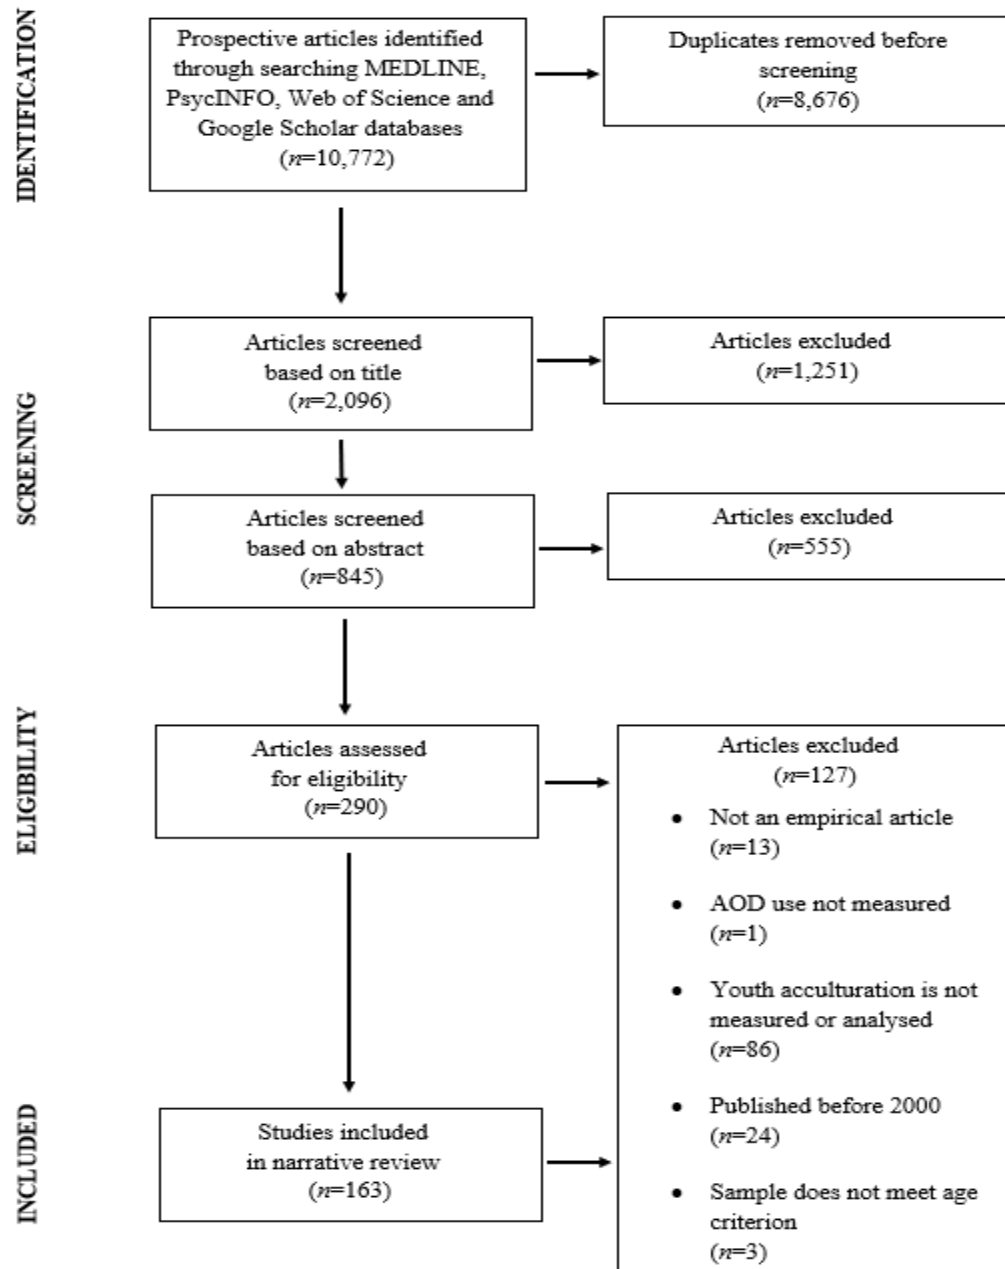 IDENTIFICATION
Prospective articles identified
through searching MEDLINE,
PsycINFO, Web of Science and
Google Scholar databases
(n=10,772)
Duplicates removed before
screening
(n=8,676)
SCREENING
Articles screened
based on title
(n=2,096)
Articles excluded
(n=1,251)
Articles screened
based on abstract
(n=845)
Articles excluded
(n=555)
ELIGIBILITY
Articles assessed
for eligibility
(n=290)
Articles excluded
(n=127)
• Not an empirical article
(n=13)
• AOD use not measured
(n=1)
• Youth acculturation is not
measured or analysed
(n=86)
• Published before 2000
(n=24)
• Sample does not meet age
criterion
(n=3)
INCLUDED
Studies included
in narrative review
(n=163)